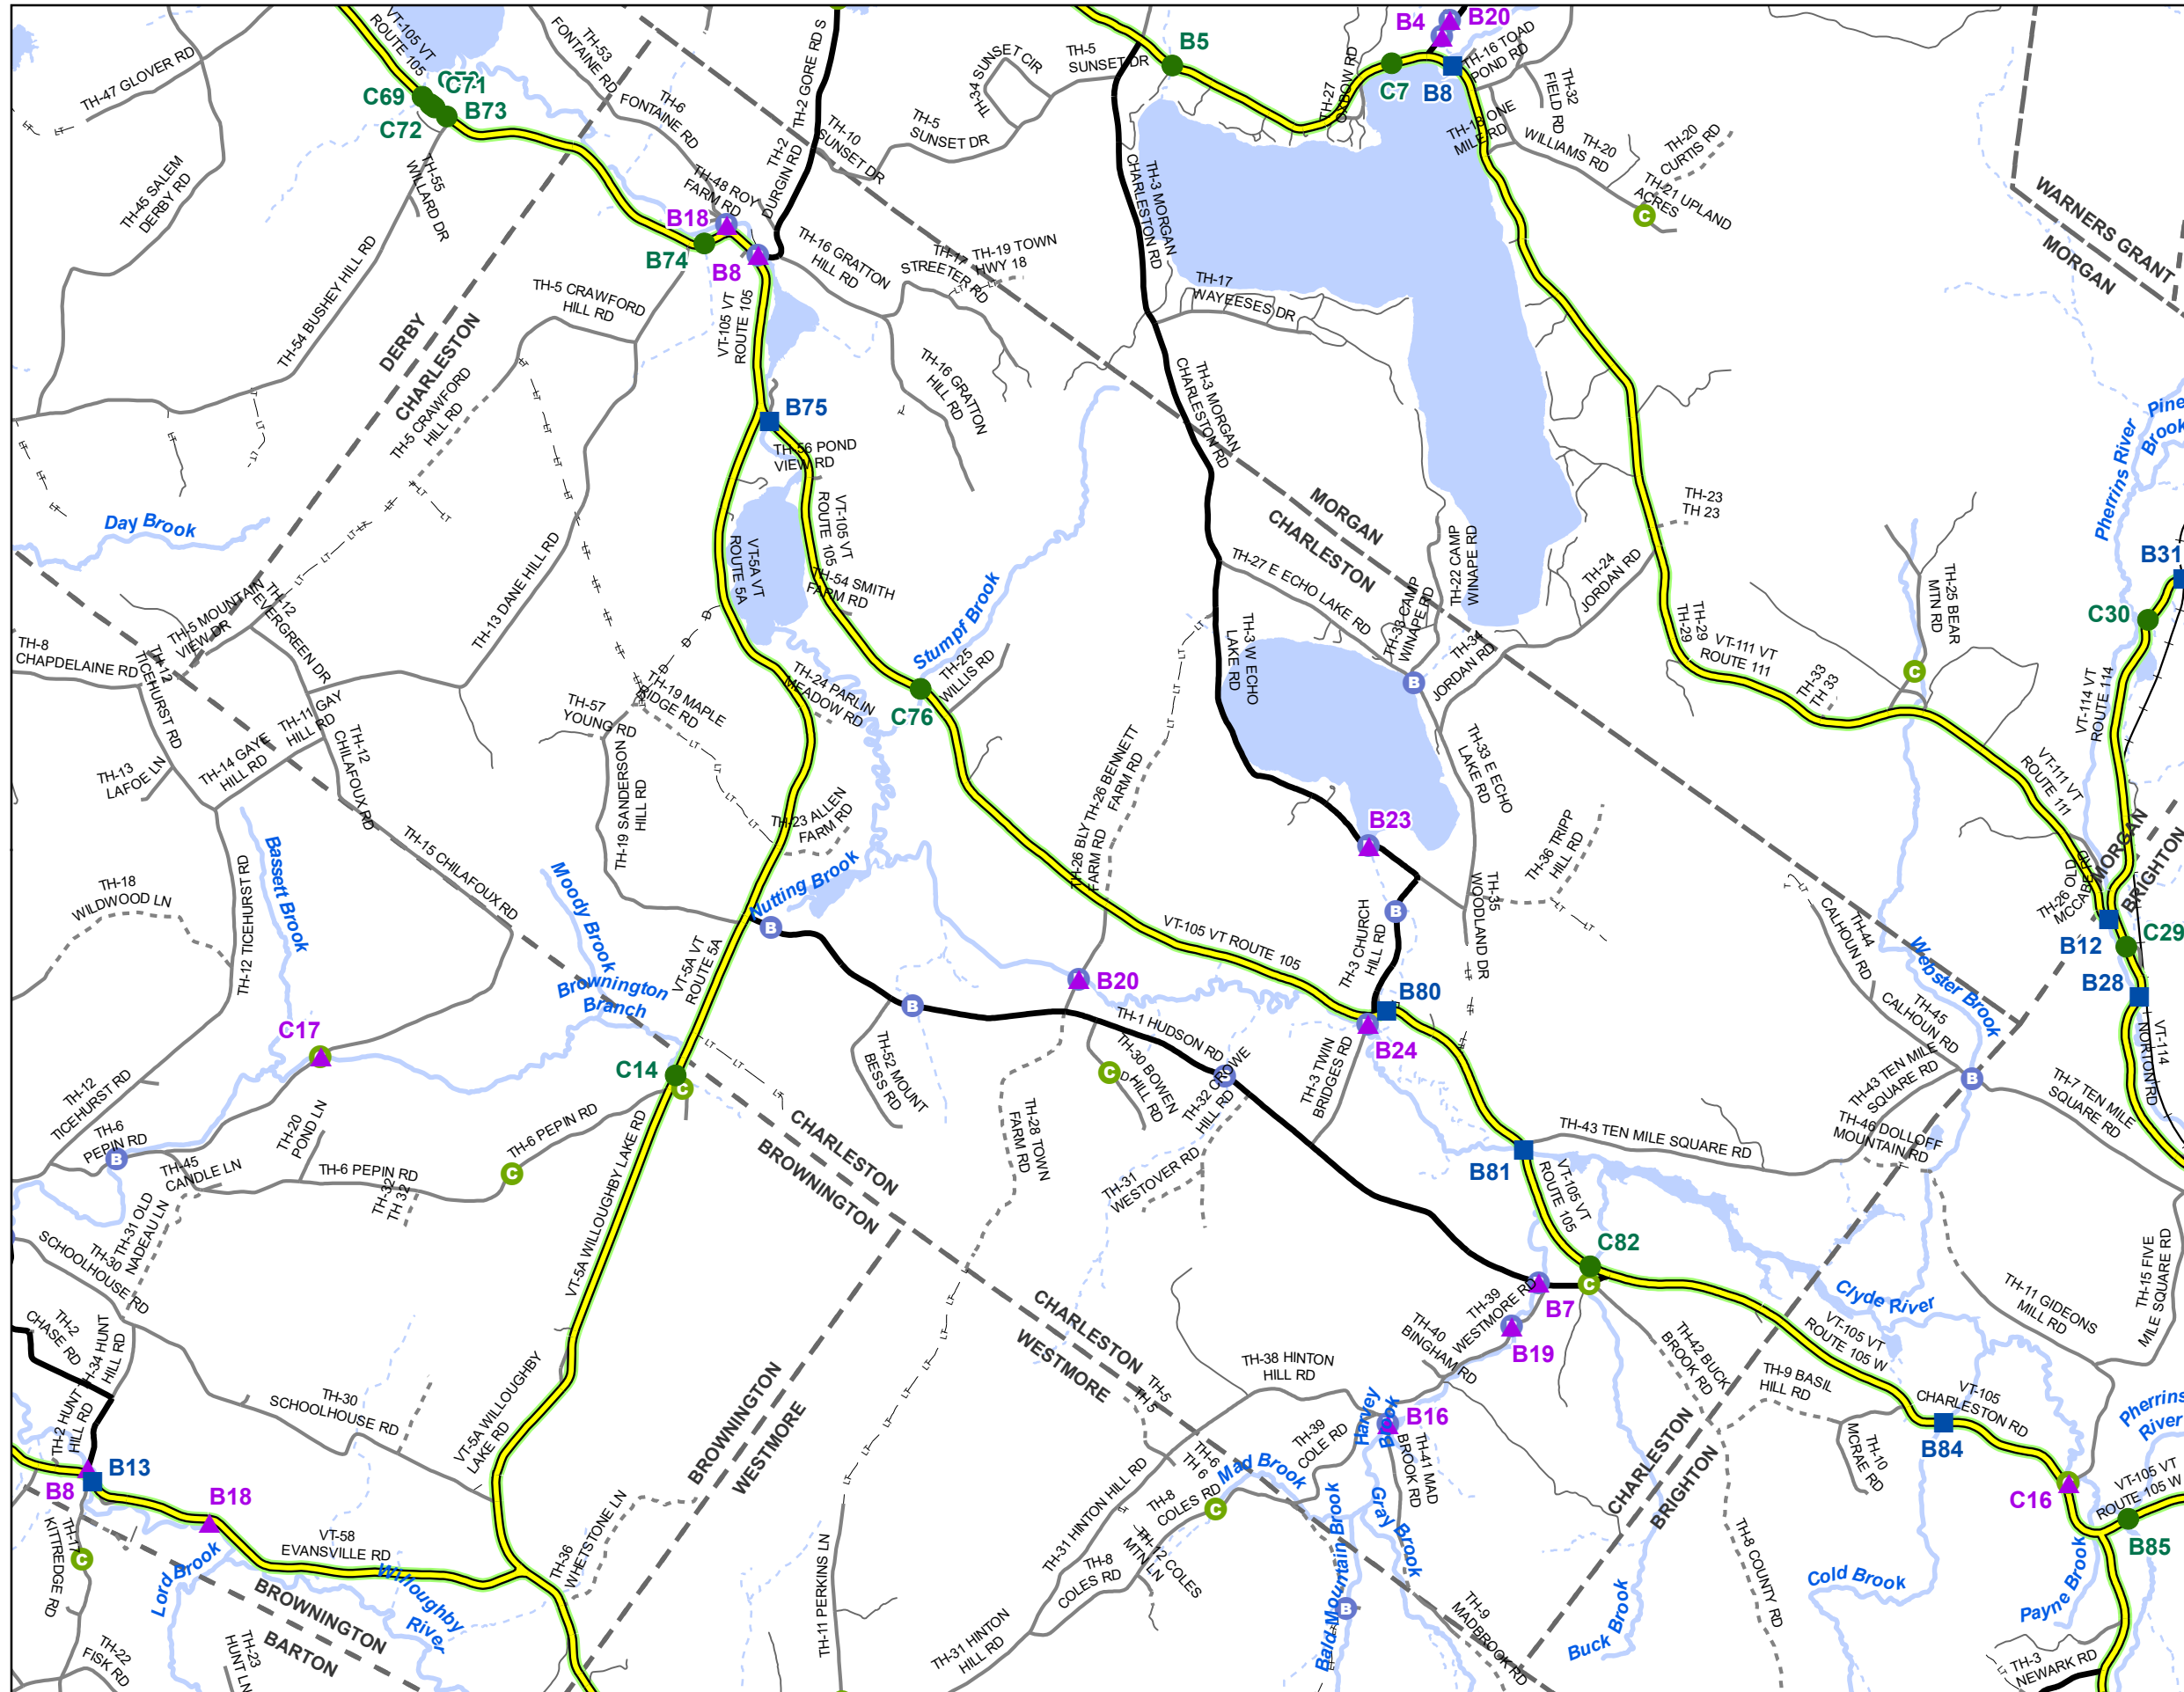 VT-105 VT
ROUTE 105
TH-47 GLOVER RD
C69
C71
B73
C72
TH-53
FONTAINE RD
TH-6
FONTAINE RD
TH-2 GORE RD S
TH-10
SUNSET DR
TH-34 SUNSET CIR
TH-5
SUNSET DR
TH-5
SUNSET DR
B5
TH-27
OXBOW RD
C7
B4
B20
B8
TH-16 TOAD
POND RD
TH-32
FIELD RD
TH-18 ONE
MILE RD
TH-20
WILLIAMS RD
TH-20
CURTIS RD
TH-21 UPLAND
ACRES
C
WARNERS GRANT
MORGAN
TH-45 SALEM
DERBY RD
TH-55
WILLARD DR
TH-48 ROY
FARM RD
TH-2
DURGIN RD
B18
B74
B8
TH-16 GRATTON
HILL RD
TH-17
STREETER RD
TH-19 TOWN
HWY 18
TH-3 MORGAN
CHARLESTON RD
TH-17
WAYEESES DR
TH-54 BUSHEY HILL RD
DERBY
CHARLESTON
TH-5 CRAWFORD
HILL RD
VT-105 VT
ROUTE 105
TH-16 GRATTON
HILL RD
TH-3 MORGAN
CHARLESTON RD
TH-5 CRAWFORD
HILL RD
B75
TH-56 POND
VIEW RD
VT-105 VT
ROUTE 105
MORGAN
CHARLESTON
TH-23
TH 23
Pherrins River
Pine
Brook
B31
Day Brook
TH-13 DANE HILL RD
VT-5A VT
ROUTE 5A
TH-54 SMITH
FARM RD
Stumpf Brook
TH-27 E ECHO LAKE RD
TH-22 CAMP
WINAPE RD
TH-33 CAMP
WINAPE RD
TH-24
JORDAN RD
TH-34
JORDAN RD
B
TH-29
TH-29
VT-111 VT
ROUTE 111
TH-33
TH 33
TH-25 BEAR
MTN RD
C
C30
VT-114 VT
ROUTE 114
TH-8
CHAPDELAINE RD
TH-5 MOUNTAIN
VIEW DR
TH-12
EVERGREEN DR
TH-12
TICEHURST RD
TH-11 GAY
HILL RD
TH-14 GAYE
HILL RD
TH-13
LAFOE LN
TH-12
CHILAFOUX RD
TH-57
YOUNG RD
TH-19 MAPLE
RIDGE RD
TH-24 PARLIN
MEADOW RD
C76
TH-25
WILLIS RD
TH-3 W ECHO
LAKE RD
TH-33 E ECHO
LAKE RD
VT-111 VT
ROUTE 111
TH-19 SANDERSON
HILL RD
TH-23 ALLEN
FARM RD
TH-26 BENNETT
FARM RD
TH-26 BLY
FARM RD
B23
TH-36 TRIPP
HILL RD
MORGAN
BRIGHTON
TH-26 OLD
MCCABE RD
TH-15 CHILAFOUX RD
Bassett Brook
TH-18
WILDWOOD LN
TH-12 TICEHURST RD
Moody Brook
Brownington
Branch
Nutting Brook
B
VT-5A VT
ROUTE 5A
VT-105 VT ROUTE 105
TH-3 CHURCH
HILL RD
B
TH-35
WOODLAND DR
TH-44
CALHOUN RD
TH-45
CALHOUN RD
Webster Brook
B12
C29
B28
VT-114
NORTON RD
C17
C14
C
B
B20
TH-1 HUDSON RD
B80
B24
TH-3 TWIN
BRIDGES RD
TH-12
TICEHURST RD
TH-6
PEPIN RD
B
TH-45
CANDLE LN
TH-20
POND LN
TH-6 PEPIN RD
TH-32
TH 32
TH-6 PEPIN RD
C
TH-52 MOUNT
BESS RD
TH-30 BOWEN
HILL RD
C
B
TH-32 CROWE
HILL RD
TH-28 TOWN
FARM RD
TH-31
WESTOVER RD
CHARLESTON
BROWNINGTON
B81
TH-43 TEN MILE SQUARE RD
TH-43 TEN MILE
SQUARE RD
TH-46 DOLLOFF
MOUNTAIN RD
B
TH-7 TEN MILE
SQUARE RD
VT-105 VT
ROUTE 105
C82
C
TH-30
SCHOOLHOUSE RD
TH-31 OLD
NADEAU LN
VT-5A WILLOUGHBY LAKE RD
TH-2
CHASE RD
TH-34 HUNT
HILL RD
TH-2 HUNT
HILL RD
TH-30
SCHOOLHOUSE RD
VT-5A WILLOUGHBY
LAKE RD
BROWNINGTON
WESTMORE
CHARLESTON
WESTMORE
TH-38 HINTON
HILL RD
TH-5
TH 5
TH-40
BINGHAM RD
TH-39
WESTMORE RD
B7
B19
TH-42 BUCK
BROOK RD
Clyde River
VT-105 VT
ROUTE 105 W
TH-11 GIDEONS
MILL RD
TH-15 FIVE
MILE SQUARE RD
TH-9 BASIL
HILL RD
VT-105
CHARLESTON RD
B84
TH-10
MCRAE RD
Pherrins
River
VT-105 VT
ROUTE 105 W
C16
B85
B8
B13
B18
VT-58
EVANSVILLE RD
TH-17
KITTREDGE RD
C
Lord Brook
Willoughby
River
BROWNINGTON
BARTON
TH-22
FISK RD
TH-23
HUNT LN
TH-36
WHETSTONE LN
TH-11 PERKINS LN
TH-31 HINTON HILL RD
TH-6
TH 6
TH-8
COLES RD
C
Mad Brook
TH-39
COLE RD
Harvey
Brook
B16
TH-41 MAD
BROOK RD
Gray Brook
Bald Mountain Brook
B
TH-12 COLES
MTN LN
TH-8
COLES RD
TH-31 HINTON
HILL RD
TH-9
MADBROOK RD
Buck Brook
CHARLESTON
BRIGHTON
TH-8 COUNTY RD
Cold Brook
Payne Brook
TH-3
NEWARK RD